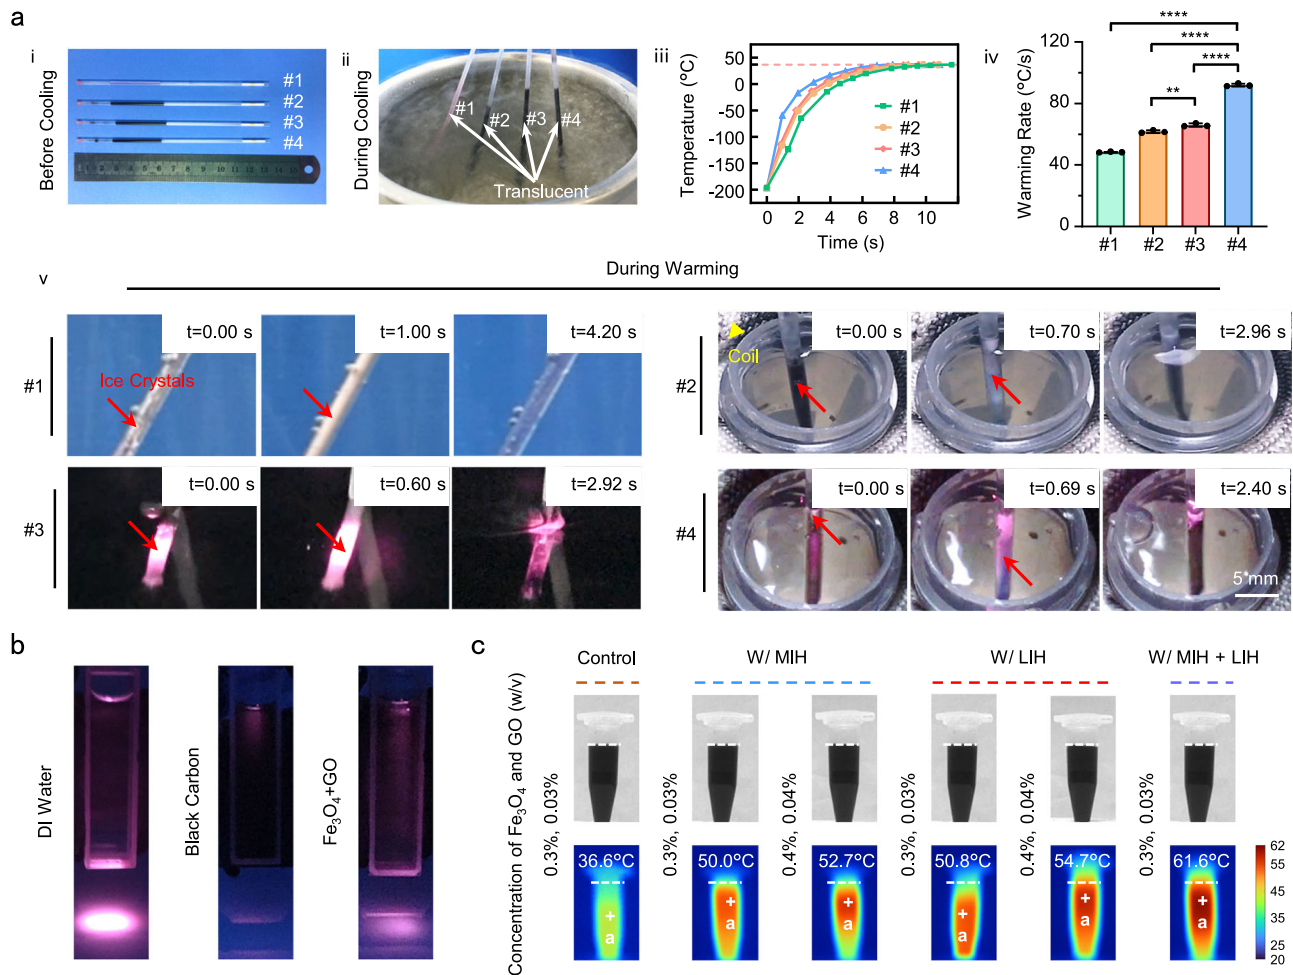 a
i
Before Cooling
#1
#2
#3
#4
ii
During Cooling
#1
#2
#3
#4
Translucent
iii
Temperature (°C)
50
0
-50
-100
-150
-200
0 2 4 6 8 10
Time (s)
#1
#2
#3
#4
iv
Warming Rate (°C/s)
120
80
40
0
****
****
****
**
#1 #2 #3 #4
v
During Warming
#1
t=0.00 s
Ice Crystals
t=1.00 s
t=4.20 s
#2
t=0.00 s
Coil
t=0.70 s
t=2.96 s
#3
t=0.00 s
t=0.60 s
t=2.92 s
#4
t=0.00 s
t=0.69 s
t=2.40 s
5 mm
b
DI Water
Black Carbon
Fe3O4+GO
c
Control
W/ MIH
W/ LIH
W/ MIH + LIH
Concentration of Fe3O4 and GO (w/v)
0.3%, 0.03%
0.3%, 0.03%
0.4%, 0.04%
0.3%, 0.03%
0.4%, 0.04%
0.3%, 0.03%
36.6°C
+
a
50.0°C
+
a
52.7°C
+
a
50.8°C
+
a
54.7°C
+
a
61.6°C
+
a
62
60
50
40
30
20